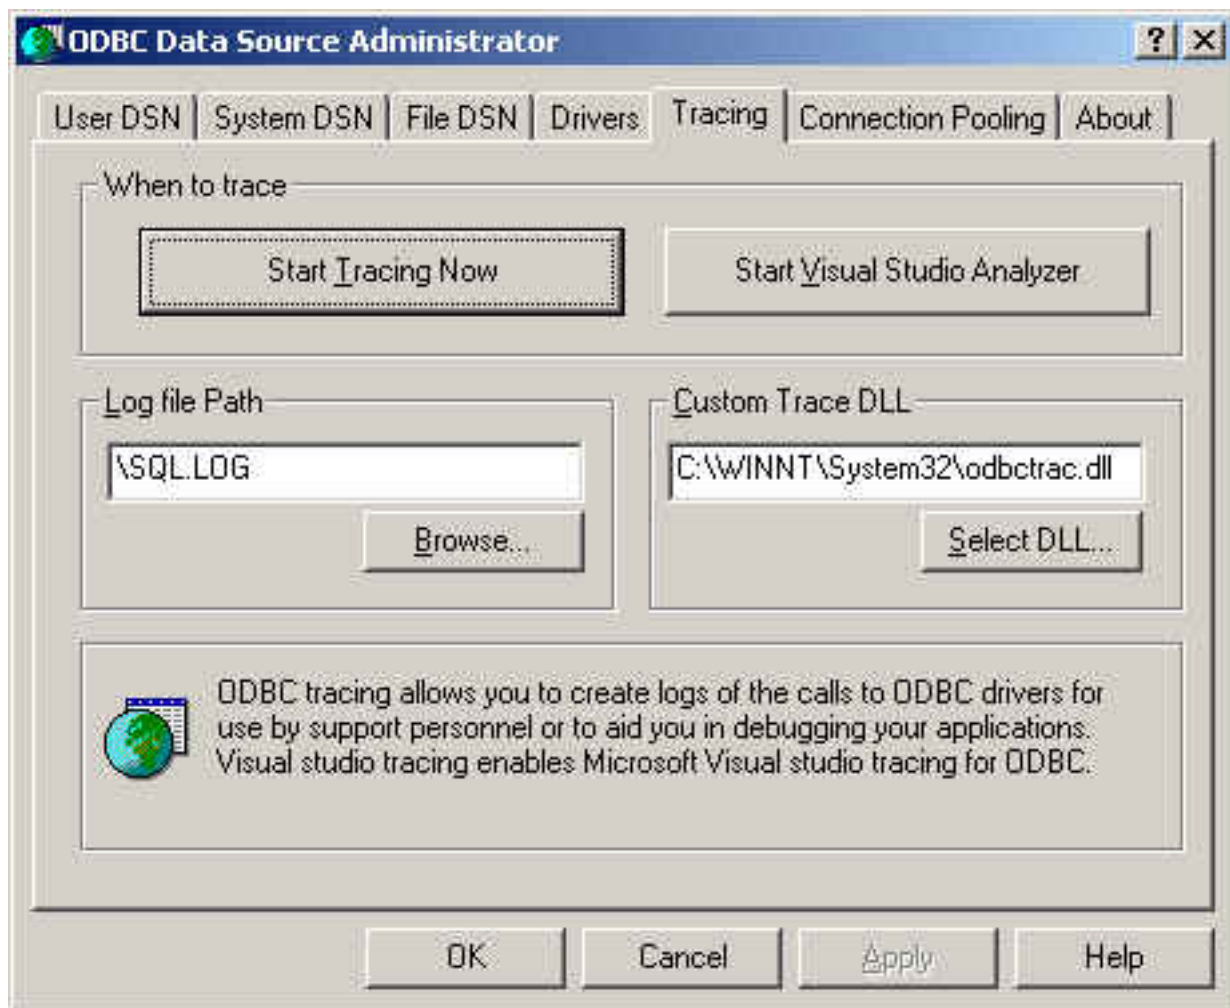 ODBC Data Source Administrator
User DSN
System DSN
File DSN
Drivers
Tracing
Connection Pooling
About
When to trace
Start Tracing Now
Start Visual Studio Analyzer
Log file Path
\SQL.LOG
Browse...
Custom Trace DLL
C:\WINNT\System32\odbctrac.dll
Select DLL...
ODBC tracing allows you to create logs of the calls to ODBC drivers for
use by support personnel or to aid you in debugging your applications.
Visual studio tracing enables Microsoft Visual studio tracing for ODBC.
OK
Cancel
Apply
Help